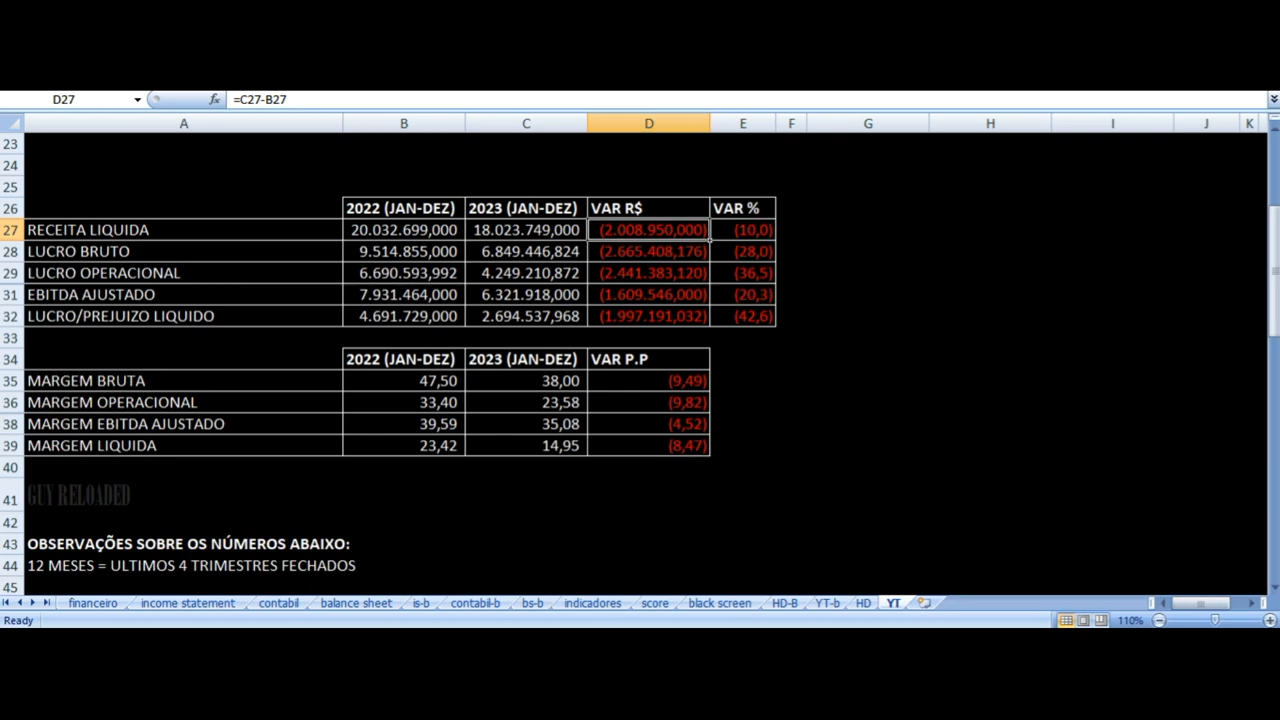 D27 fx =C27-B27
A B C D E F G H I J K
23
24
25
26 2022 (JAN-DEZ) 2023 (JAN-DEZ) VAR R$ VAR %
27 RECEITA LIQUIDA 20.032.699,000 18.023.749,000 (2.008.950,000) (10,0)
28 LUCRO BRUTO 9.514.855,000 6.849.446,824 (2.665.408,176) (28,0)
29 LUCRO OPERACIONAL 6.690.593,992 4.249.210,872 (2.441.383,120) (36,5)
31 EBITDA AJUSTADO 7.931.464,000 6.321.918,000 (1.609.546,000) (20,3)
32 LUCRO/PREJUIZO LIQUIDO 4.691.729,000 2.694.537,968 (1.997.191,032) (42,6)
33
34 2022 (JAN-DEZ) 2023 (JAN-DEZ) VAR P.P
35 MARGEM BRUTA 47,50 38,00 (9,49)
36 MARGEM OPERACIONAL 33,40 23,58 (9,82)
38 MARGEM EBITDA AJUSTADO 39,59 35,08 (4,52)
39 MARGEM LIQUIDA 23,42 14,95 (8,47)
40
41 GUY RELOADED
42
43 OBSERVAÇÕES SOBRE OS NÚMEROS ABAIXO:
44 12 MESES = ULTIMOS 4 TRIMESTRES FECHADOS
45
financeiro income statement contabil balance sheet is-b contabil-b bs-b indicadores score black screen HD-B YT-b HD YT
Ready 110%